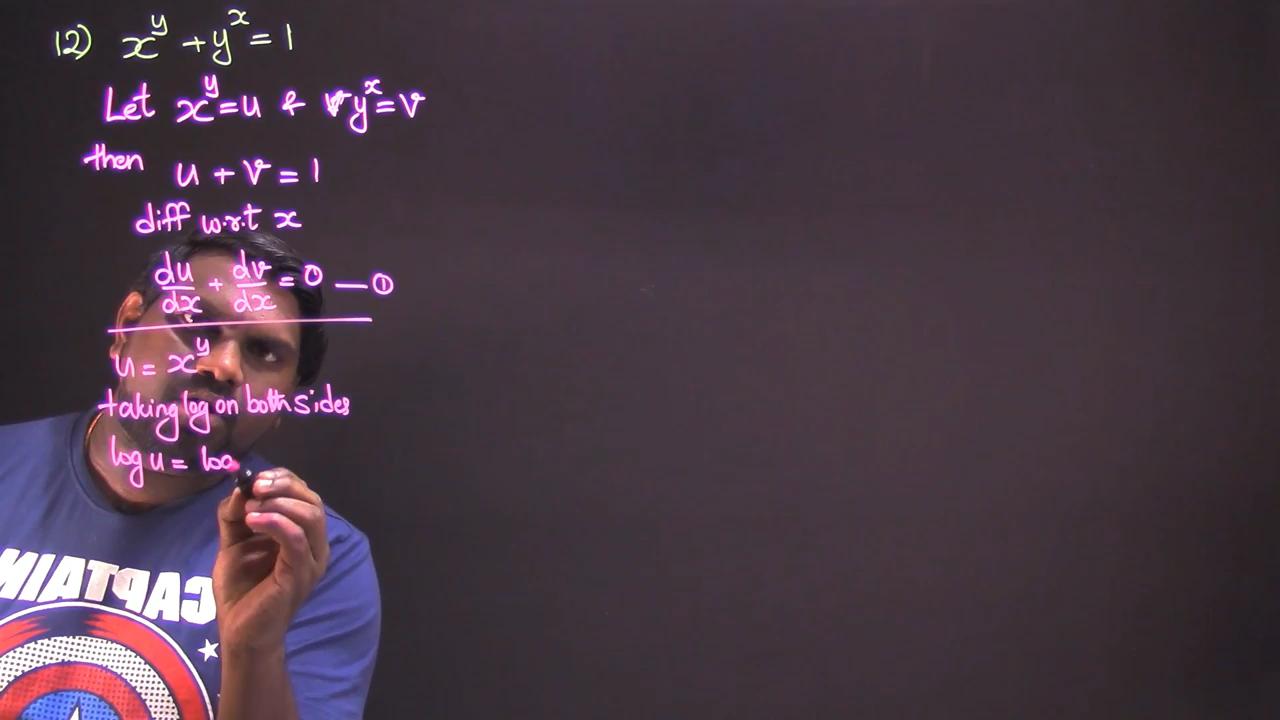 12) x^y + y^x = 1
Let x^y = u & y^x = v
then u + v = 1
diff w.r.t x
du/dx + dv/dx = 0 — ①
u = x^y
taking log on both sides
log u = log
CAPTAIN